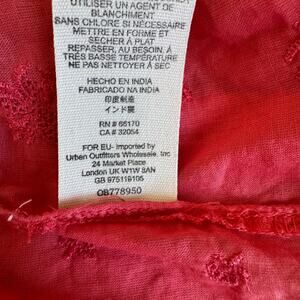 UTILISER UN AGENT DE
BLANCHIMENT
SANS CHLORE SI NÉCESSAIRE
METTRE EN FORME ET
SÉCHER À PLAT
REPASSER, AU BESOIN, À
TRÈS BASSE TEMPÉRATURE
NE PAS NETTOYER À SEC
HECHO EN INDIA
FABRICADO NA INDIA
印度制造
インド製
RN # 66170
CA # 32054
FOR EU- Imported by
Urban Outfitters Wholesale, Inc
24 Market Place
London UK W1W 8AN
GB 975119105
OB778950